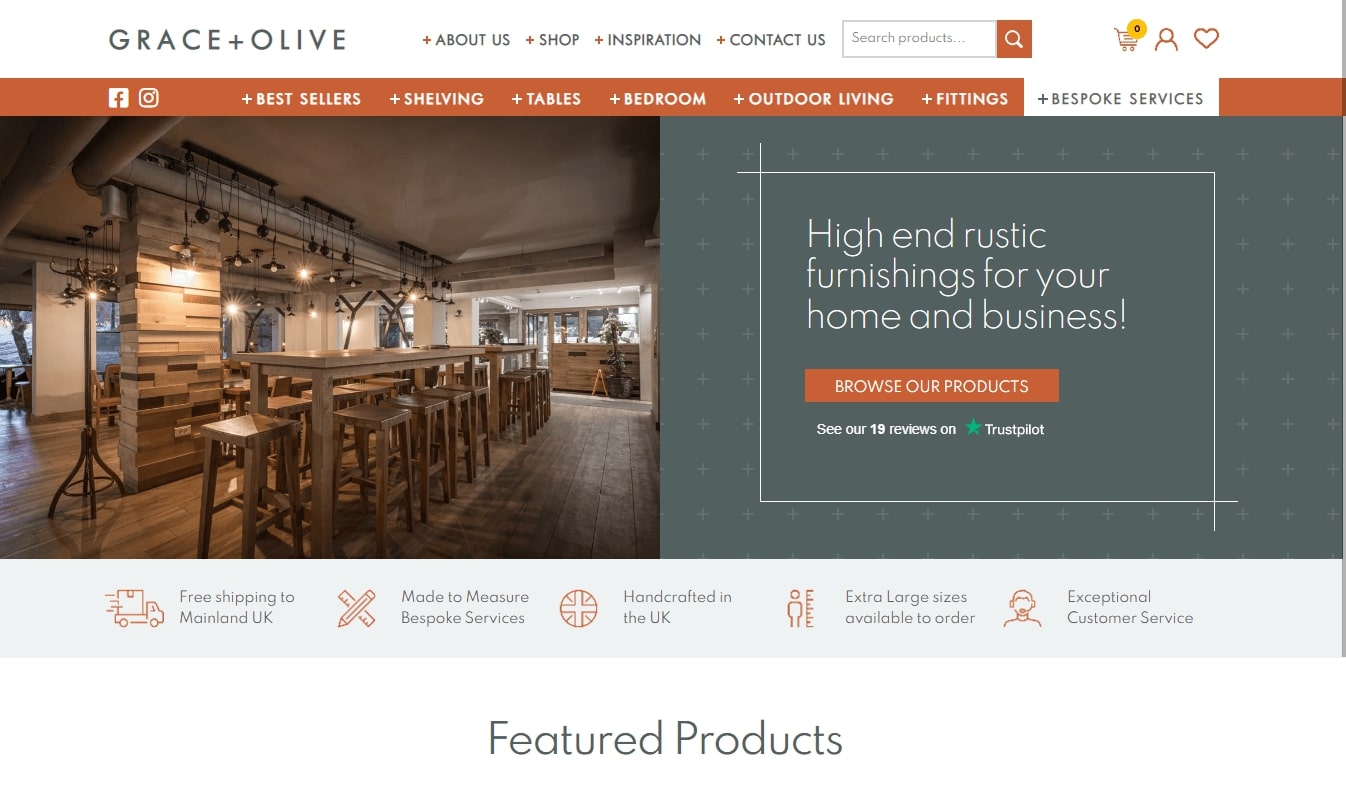 GRACE+OLIVE
+ ABOUT US + SHOP + INSPIRATION + CONTACT US
Search products...
0
+ BEST SELLERS + SHELVING + TABLES + BEDROOM + OUTDOOR LIVING + FITTINGS + BESPOKE SERVICES
High end rustic
furnishings for your
home and business!
BROWSE OUR PRODUCTS
See our 19 reviews on Trustpilot
Free shipping to
Mainland UK
Made to Measure
Bespoke Services
Handcrafted in
the UK
Extra Large sizes
available to order
Exceptional
Customer Service
Featured Products